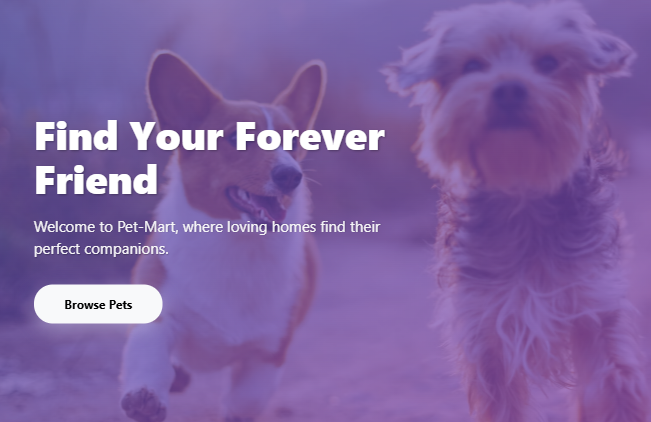 Find Your Forever
Friend
Welcome to Pet-Mart, where loving homes find their
perfect companions.
Browse Pets